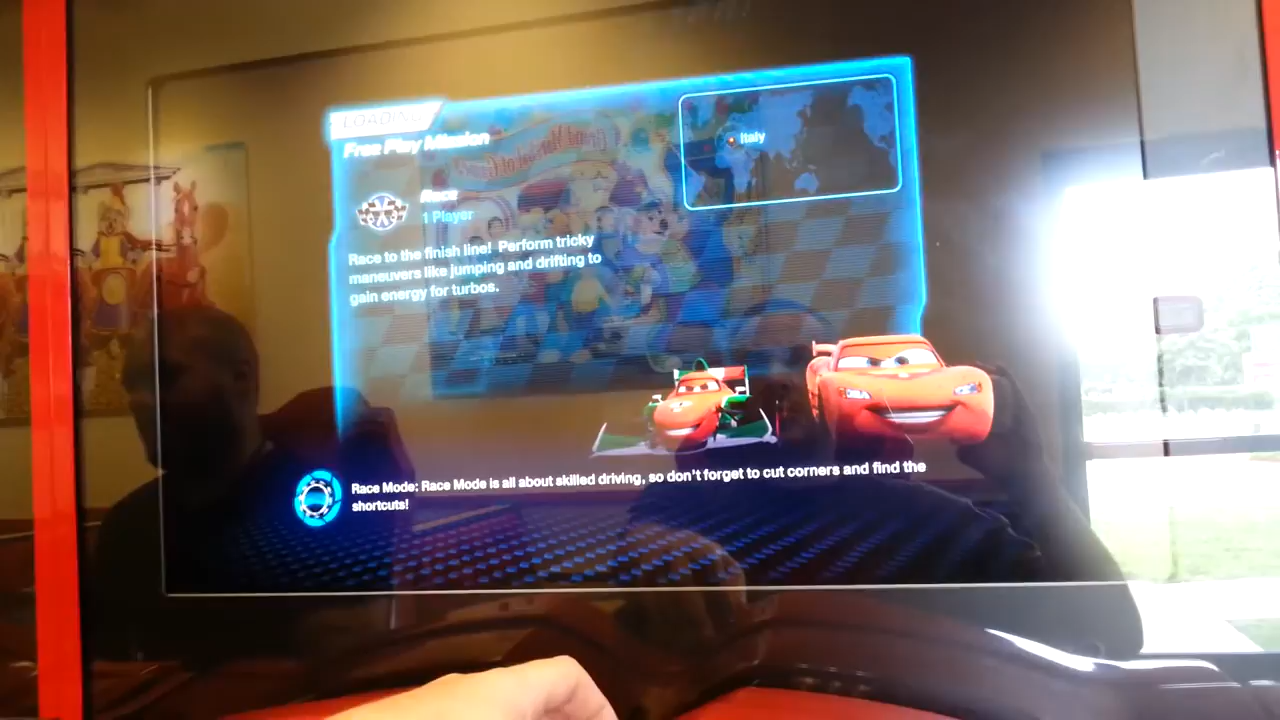 LOADING
Free Play Mission
Italy
Race
1 Player
Race to the finish line! Perform tricky
maneuvers like jumping and drifting to
gain energy for turbos.
Race Mode: Race Mode is all about skilled driving, so don't forget to cut corners and find the
shortcuts!